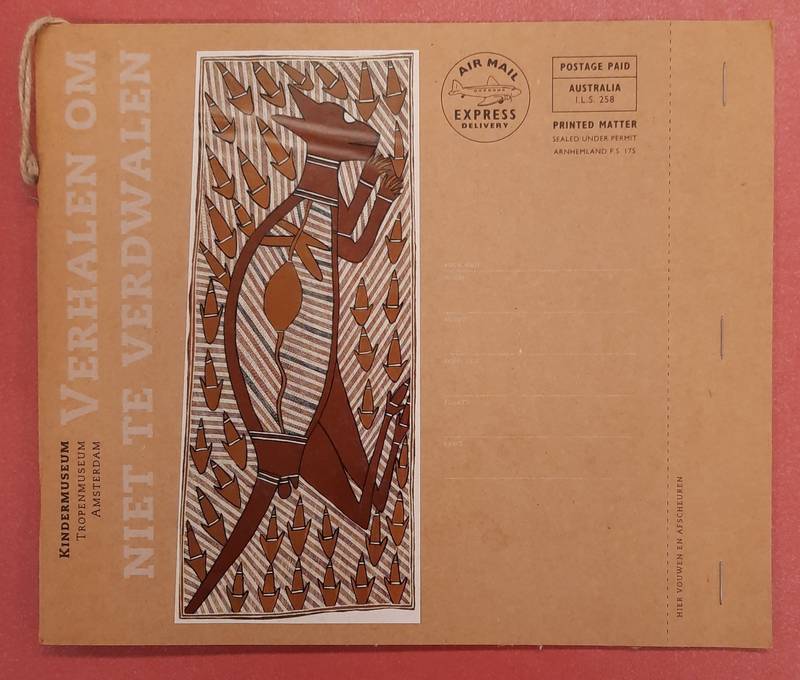 VERHALEN OM
NIET TE VERDWALEN
KINDERMUSEUM
TROPENMUSEUM
AMSTERDAM
AIR MAIL
EXPRESS
DELIVERY
POSTAGE PAID
AUSTRALIA
I.L.S. 258
PRINTED MATTER
SEALED UNDER PERMIT
ARNHEMLAND P.S. 175
HIER VOUWEN EN AFSCHEUREN